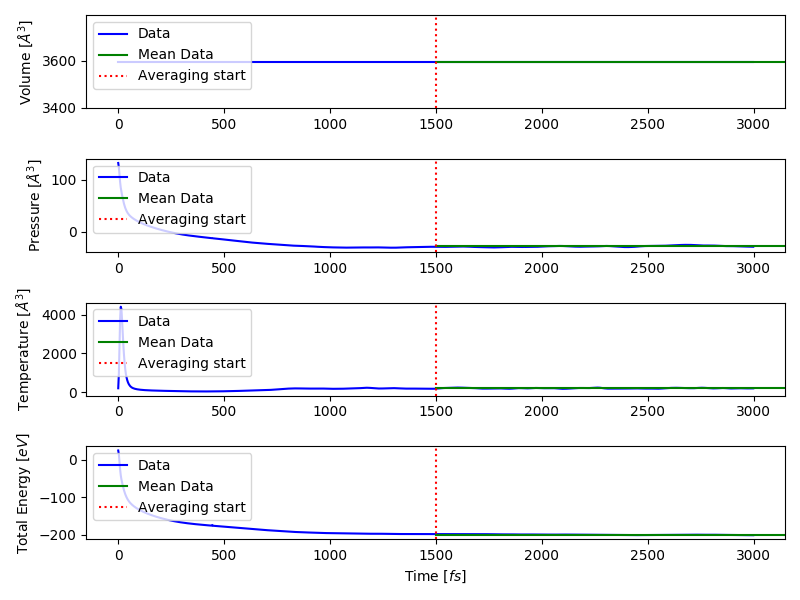 Volume [Å³]
3600
3400
Data
Mean Data
Averaging start
0 500 1000 1500 2000 2500 3000
Pressure [Å³]
100
0
Data
Mean Data
Averaging start
0 500 1000 1500 2000 2500 3000
Temperature [Å³]
4000
2000
0
Data
Mean Data
Averaging start
0 500 1000 1500 2000 2500 3000
Total Energy [eV]
0
−100
−200
Data
Mean Data
Averaging start
0 500 1000 1500 2000 2500 3000
Time [fs]